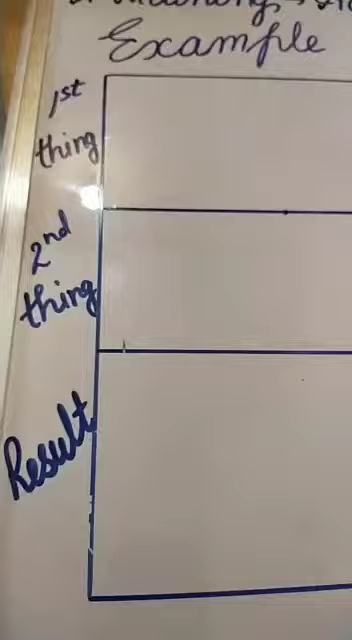 Example
1st
thing
2nd
thing
Result